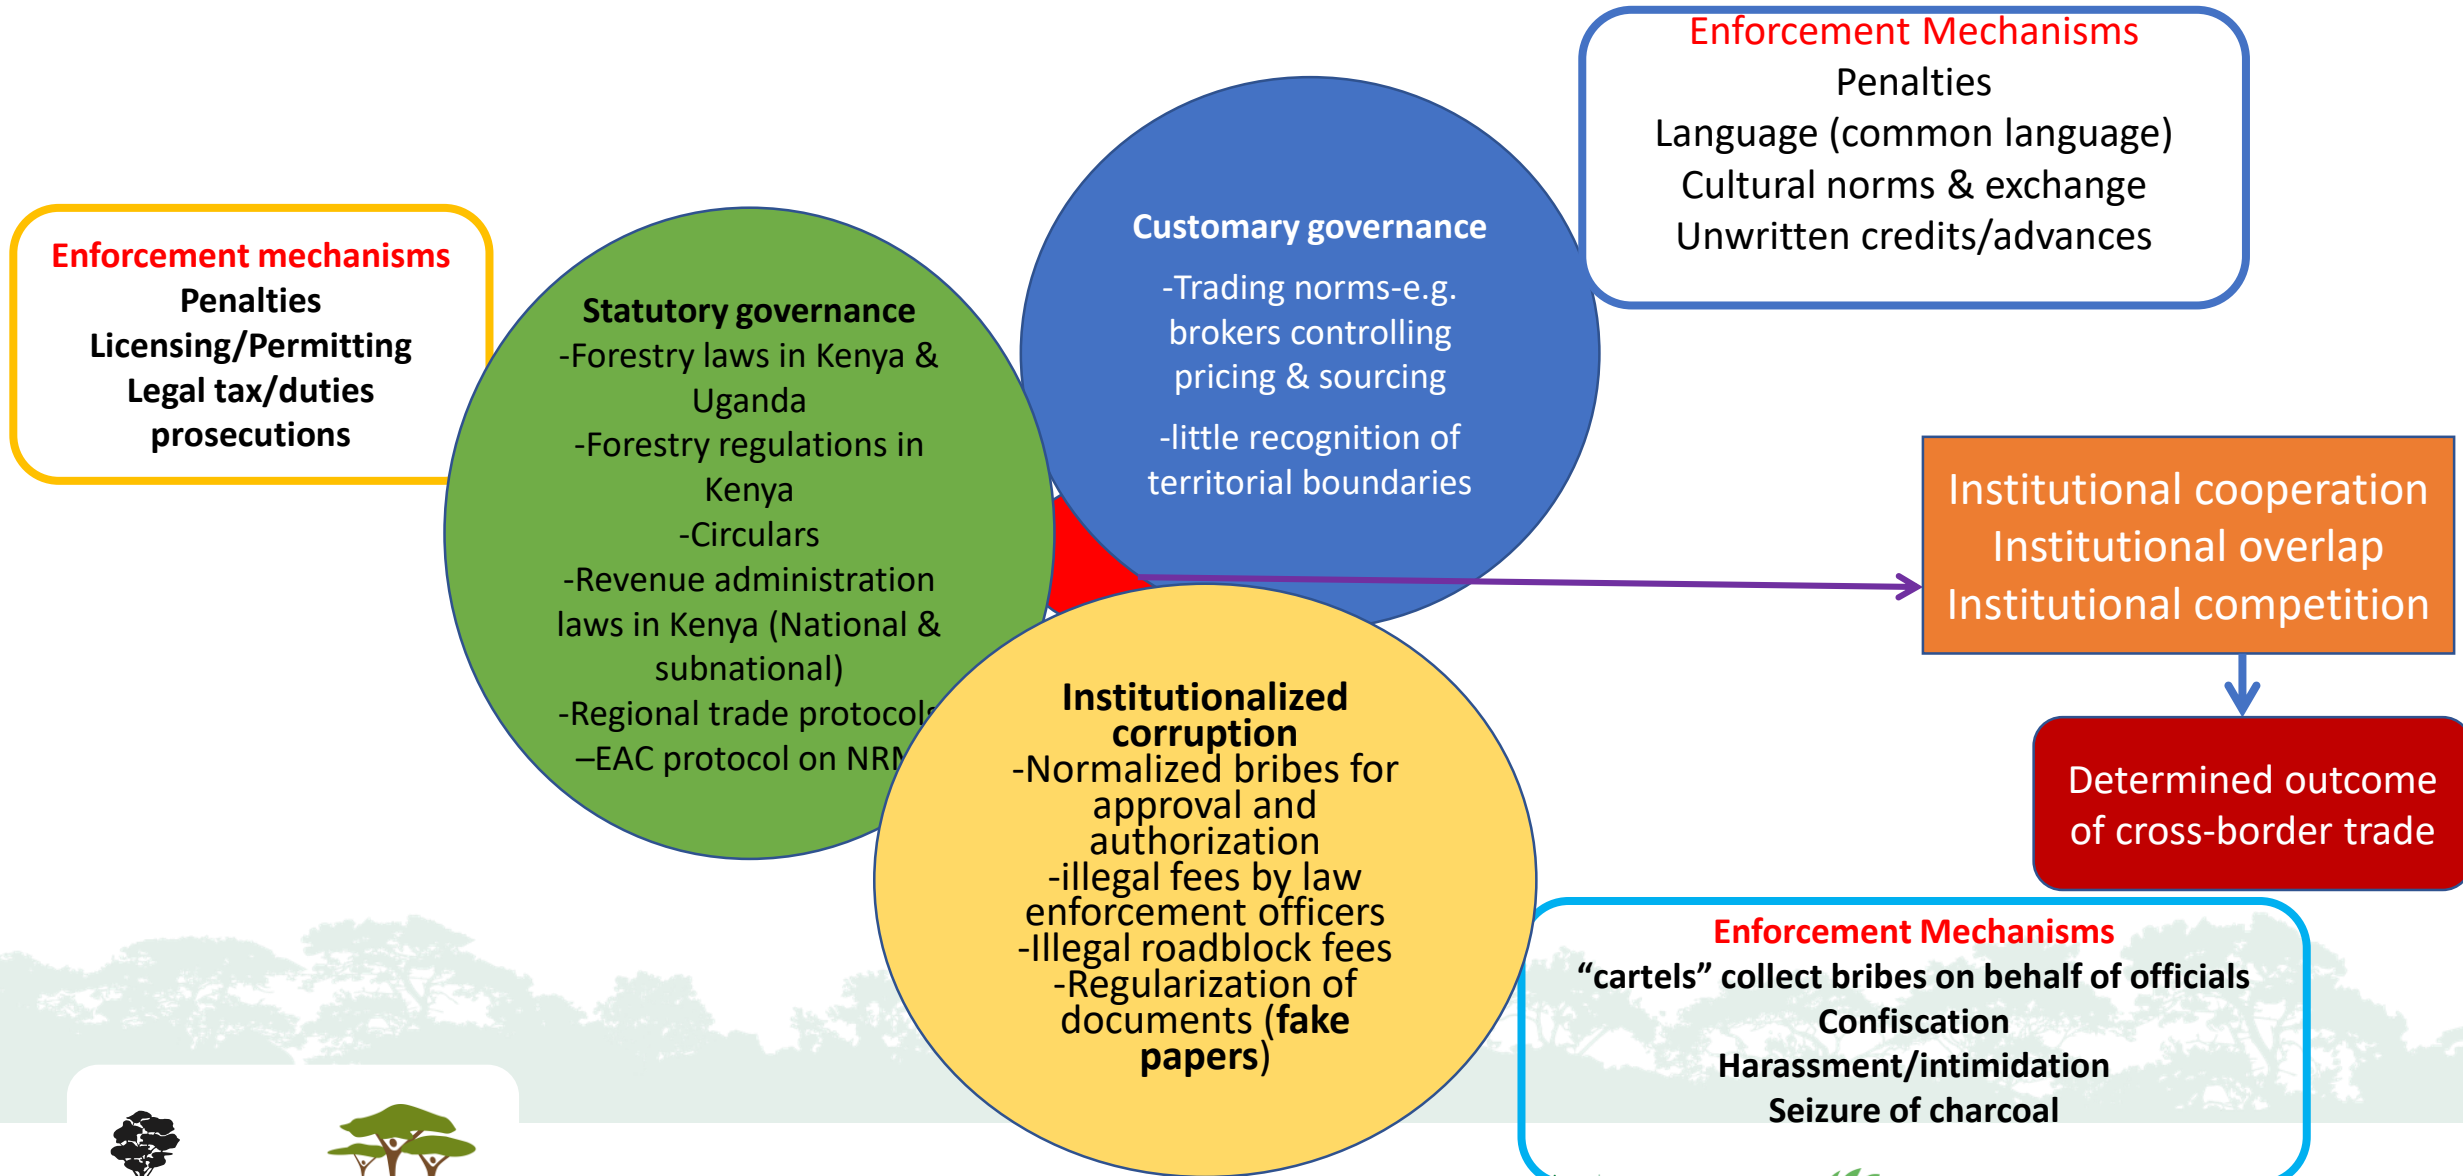 Enforcement mechanisms
Penalties
Licensing/Permitting
Legal tax/duties
prosecutions
Statutory governance
-Forestry laws in Kenya &
Uganda
-Forestry regulations in
Kenya
-Circulars
-Revenue administration
laws in Kenya (National &
subnational)
-Regional trade protocols
–EAC protocol on NRM
Customary governance
-Trading norms-e.g.
brokers controlling
pricing & sourcing
-little recognition of
territorial boundaries
Enforcement Mechanisms
Penalties
Language (common language)
Cultural norms & exchange
Unwritten credits/advances
Institutionalized
corruption
-Normalized bribes for
approval and
authorization
-illegal fees by law
enforcement officers
-Illegal roadblock fees
-Regularization of
documents (fake
papers)
Institutional cooperation
Institutional overlap
Institutional competition
Determined outcome
of cross-border trade
Enforcement Mechanisms
“cartels” collect bribes on behalf of officials
Confiscation
Harassment/intimidation
Seizure of charcoal